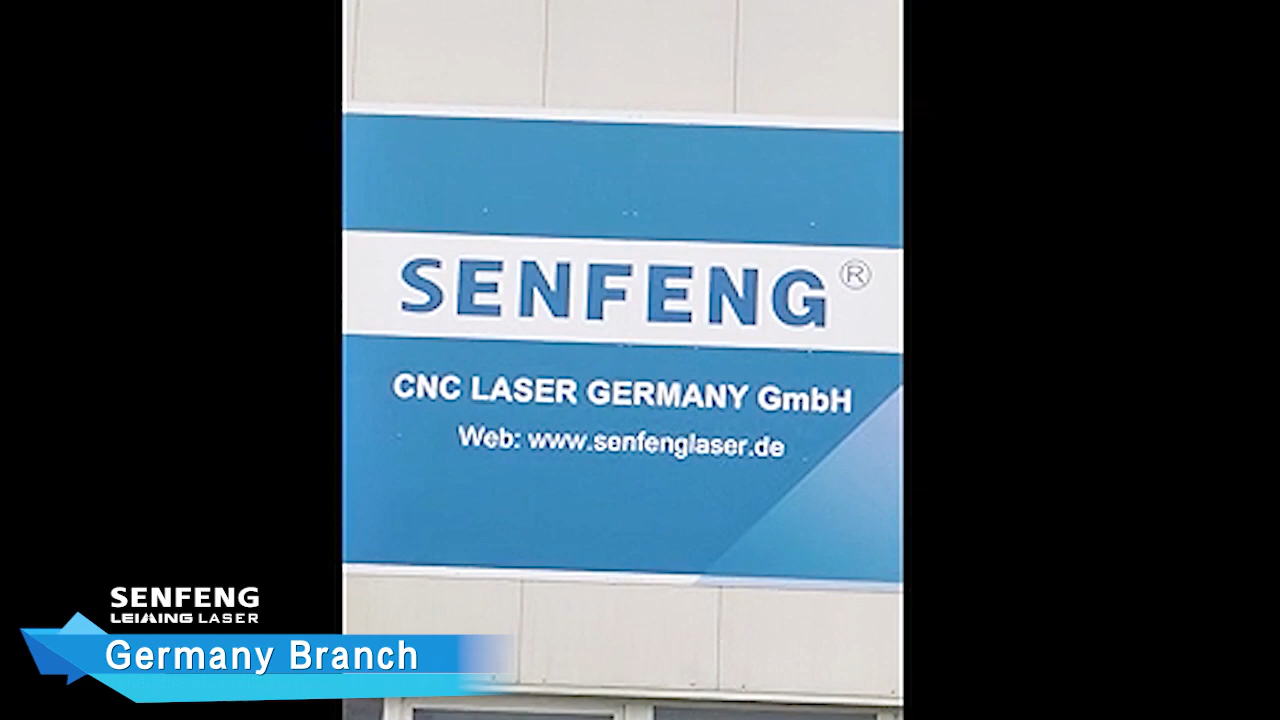 SENFENG®
CNC LASER GERMANY GmbH
Web: www.senfenglaser.de
SENFENG
LEIMING LASER
Germany Branch